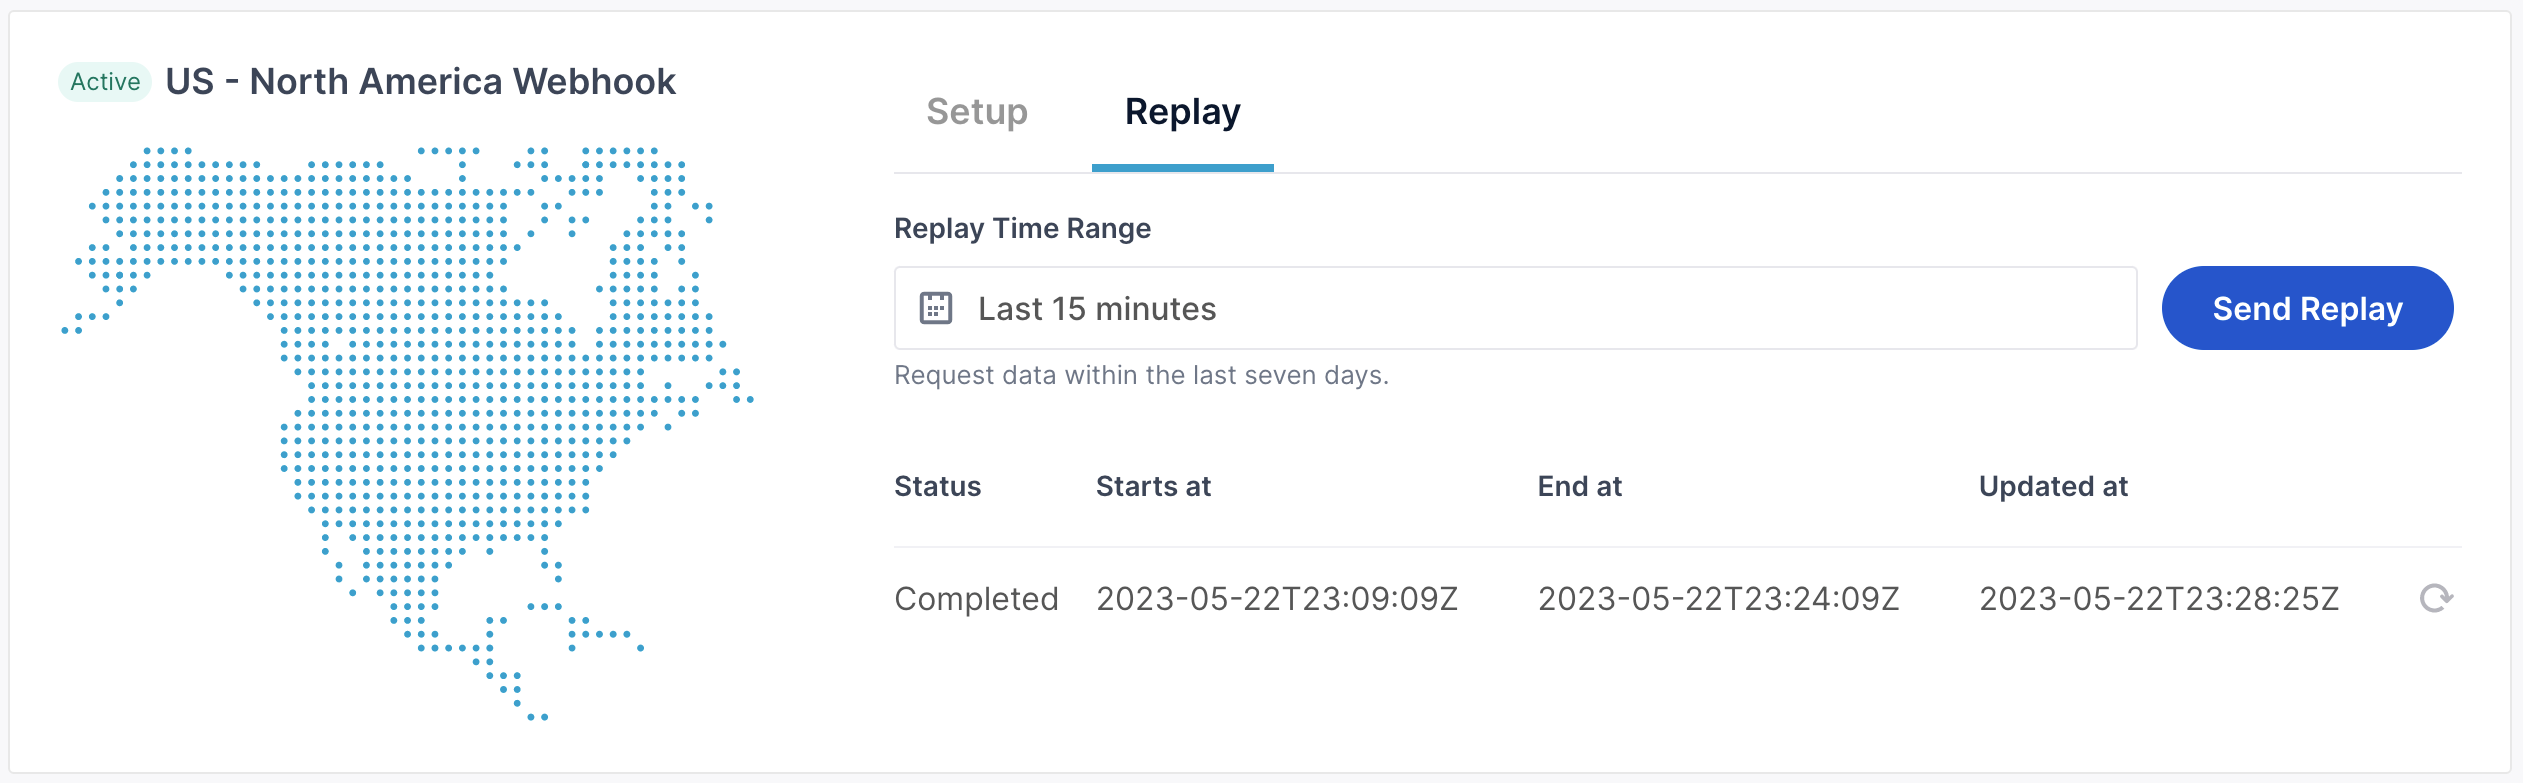 Active US - North America Webhook
Setup Replay
Replay Time Range
Last 15 minutes
Send Replay
Request data within the last seven days.
Status Starts at End at Updated at
Completed 2023-05-22T23:09:09Z 2023-05-22T23:24:09Z 2023-05-22T23:28:25Z